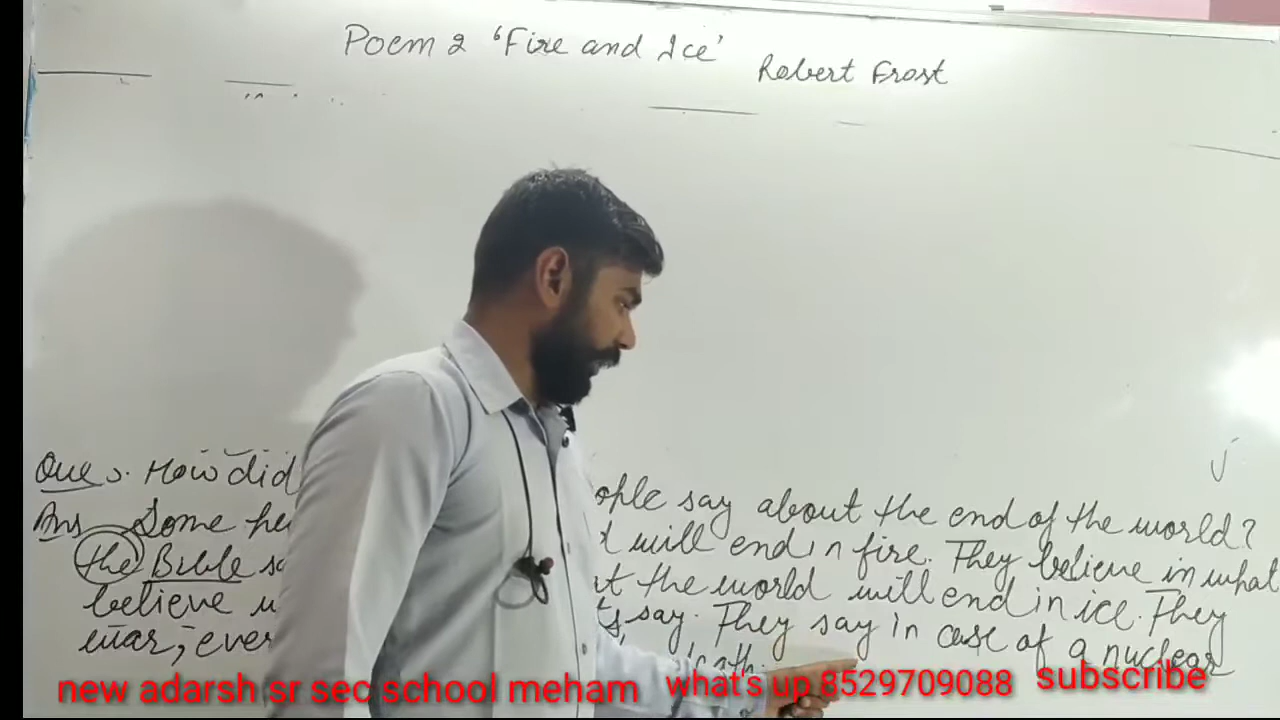 Poem 2 'Fire and Ice'
Robert Frost
Que. How did ople say about the end of the world?
Ans Some pe will end in fire. They believe in what
the Bible the world will end in ice. They
believe say. They say in case of a nuclear
war, ever
new adarsh sr sec school meham what's up 8529709088 subscribe